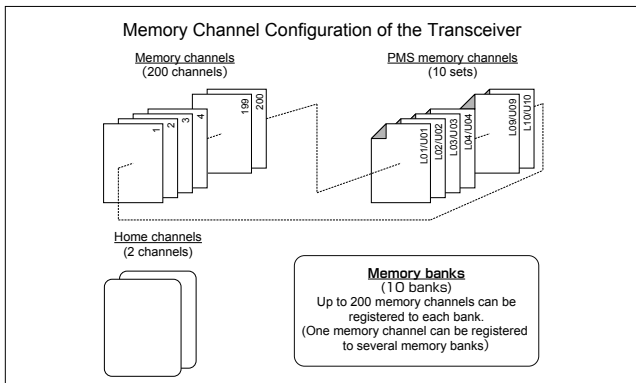 Memory Channel Configuration of the Transceiver
Memory channels
(200 channels)
1
2
3
4
199
200
PMS memory channels
(10 sets)
L01/U01
L02/U02
L03/U03
L04/U04
L09/U09
L10/U10
Home channels
(2 channels)
Memory banks
(10 banks)
Up to 200 memory channels can be
registered to each bank.
(One memory channel can be registered
to several memory banks)